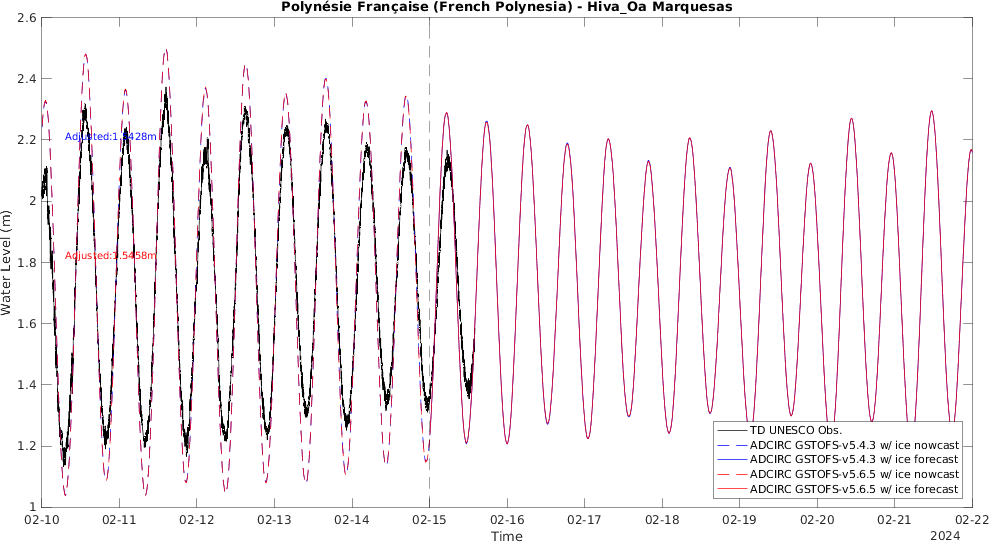 Polynésie Française (French Polynesia) - Hiva_Oa Marquesas
2.6
2.4
2.2
2
1.8
1.6
1.4
1.2
1
Water Level (m)
Adjusted:1.5458m
TD UNESCO Obs.
ADCIRC GSTOFS-v5.4.3 w/ ice nowcast
ADCIRC GSTOFS-v5.4.3 w/ ice forecast
ADCIRC GSTOFS-v5.6.5 w/ ice nowcast
ADCIRC GSTOFS-v5.6.5 w/ ice forecast
02-10 02-11 02-12 02-13 02-14 02-15 02-16 02-17 02-18 02-19 02-20 02-21 02-22
Time
2024